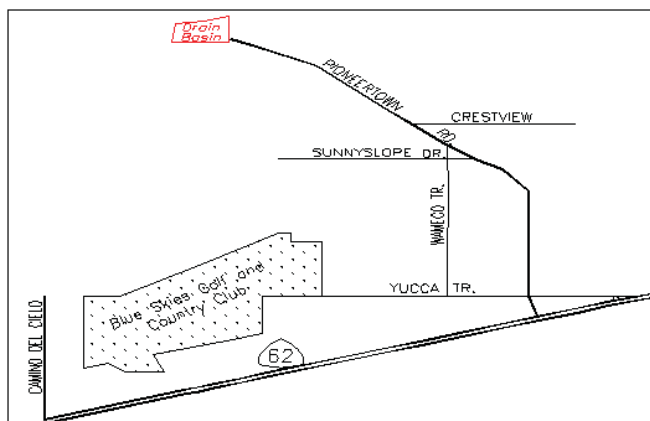 Drain
Basin
PIONEERTOWN RD.
CRESTVIEW
SUNNYSLOPE DR.
WAMEGO TR.
Blue Skies Golf and
Country Club
YUCCA TR.
CAMINO DEL CIELO
62